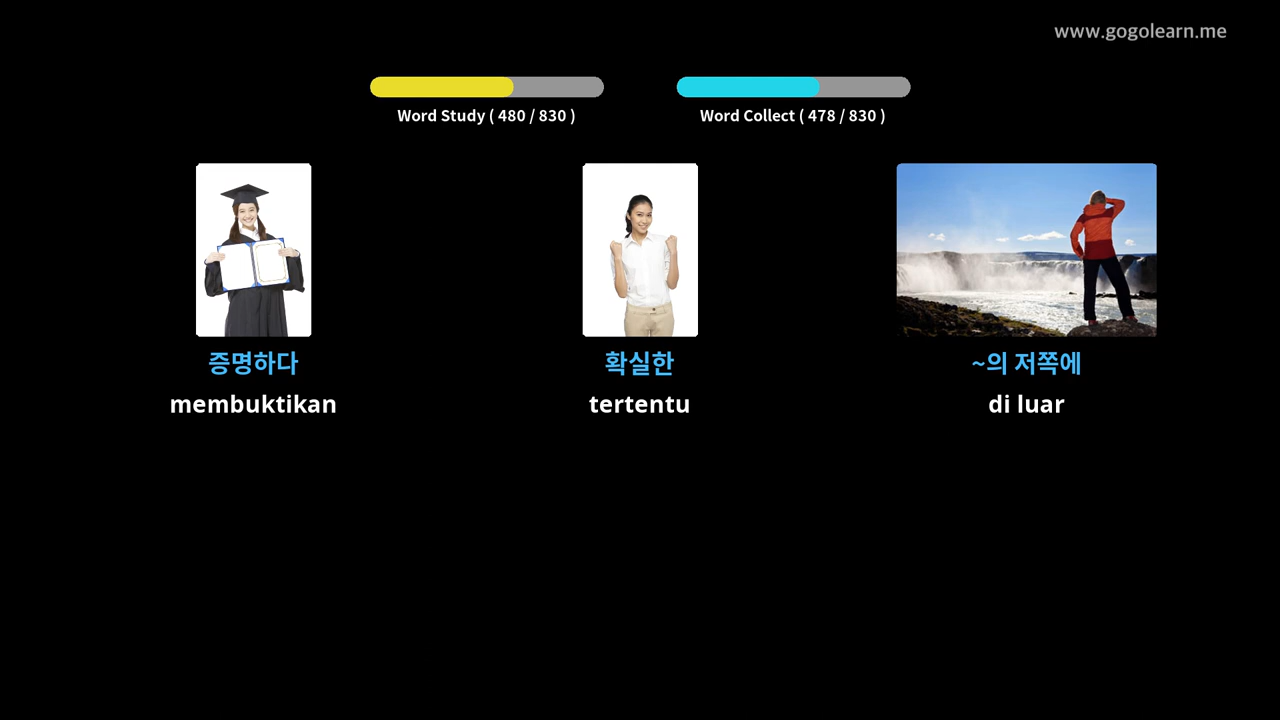 www.gogolearn.me
Word Study ( 480 / 830 )
Word Collect ( 478 / 830 )
증명하다
확실한
~의 저쪽에
membuktikan
tertentu
di luar